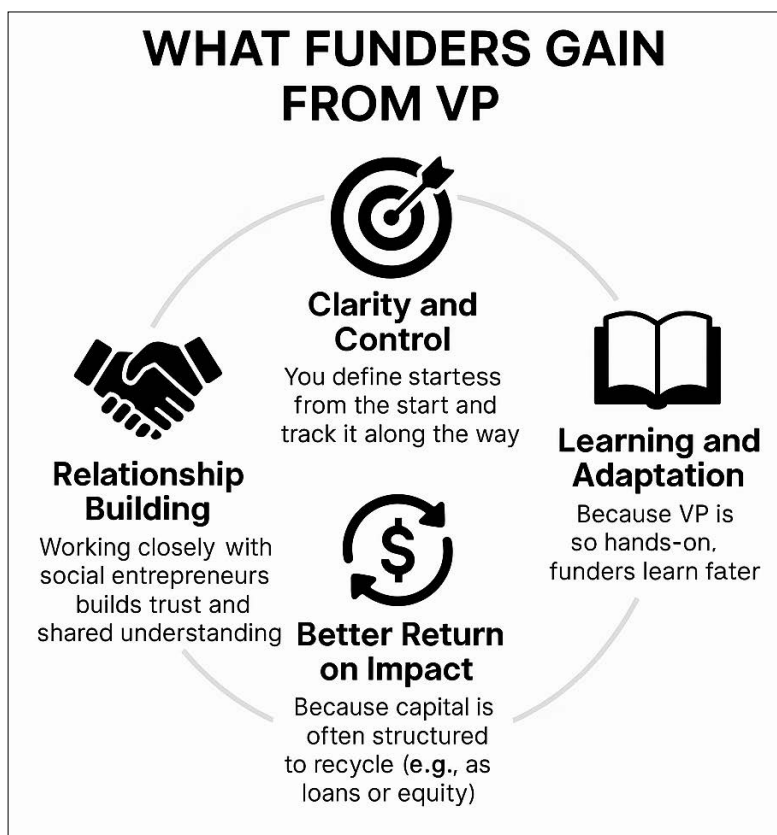 WHAT FUNDERS GAIN
FROM VP
Clarity and
Control
You define startess
from the start and
track it along the way
Relationship
Building
Working closely with
social entrepreneurs
builds trust and
shared understanding
Learning and
Adaptation
Because VP is
so hands-on.
funders learn fater
$
Better Return
on Impact
Because capital is
often structured
to recycle (e.g., as
loans or equity)